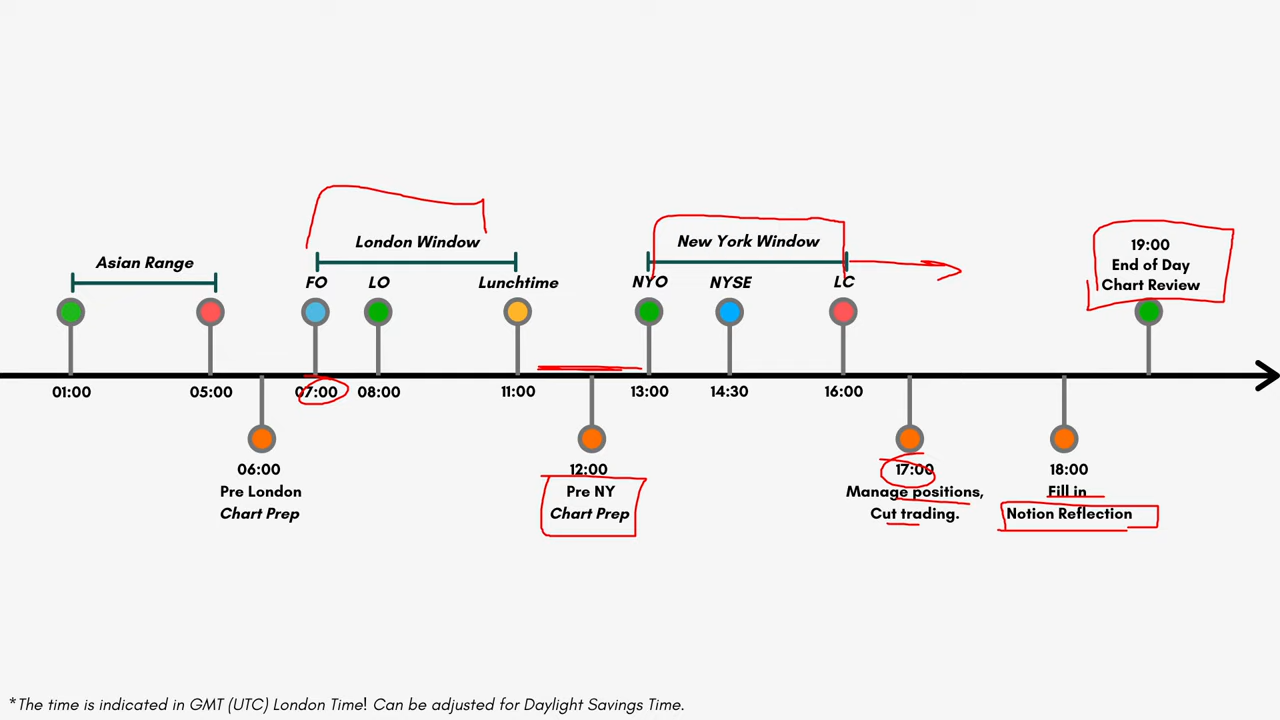 London Window
New York Window
Asian Range
19:00
End of Day
Chart Review
FO
LO
Lunchtime
NYO
NYSE
LC
01:00
05:00
07:00
08:00
11:00
13:00
14:30
16:00
06:00
Pre London
Chart Prep
12:00
Pre NY
Chart Prep
17:00
Manage positions,
Cut trading.
18:00
Fill in
Notion Reflection
*The time is indicated in GMT (UTC) London Time! Can be adjusted for Daylight Savings Time.